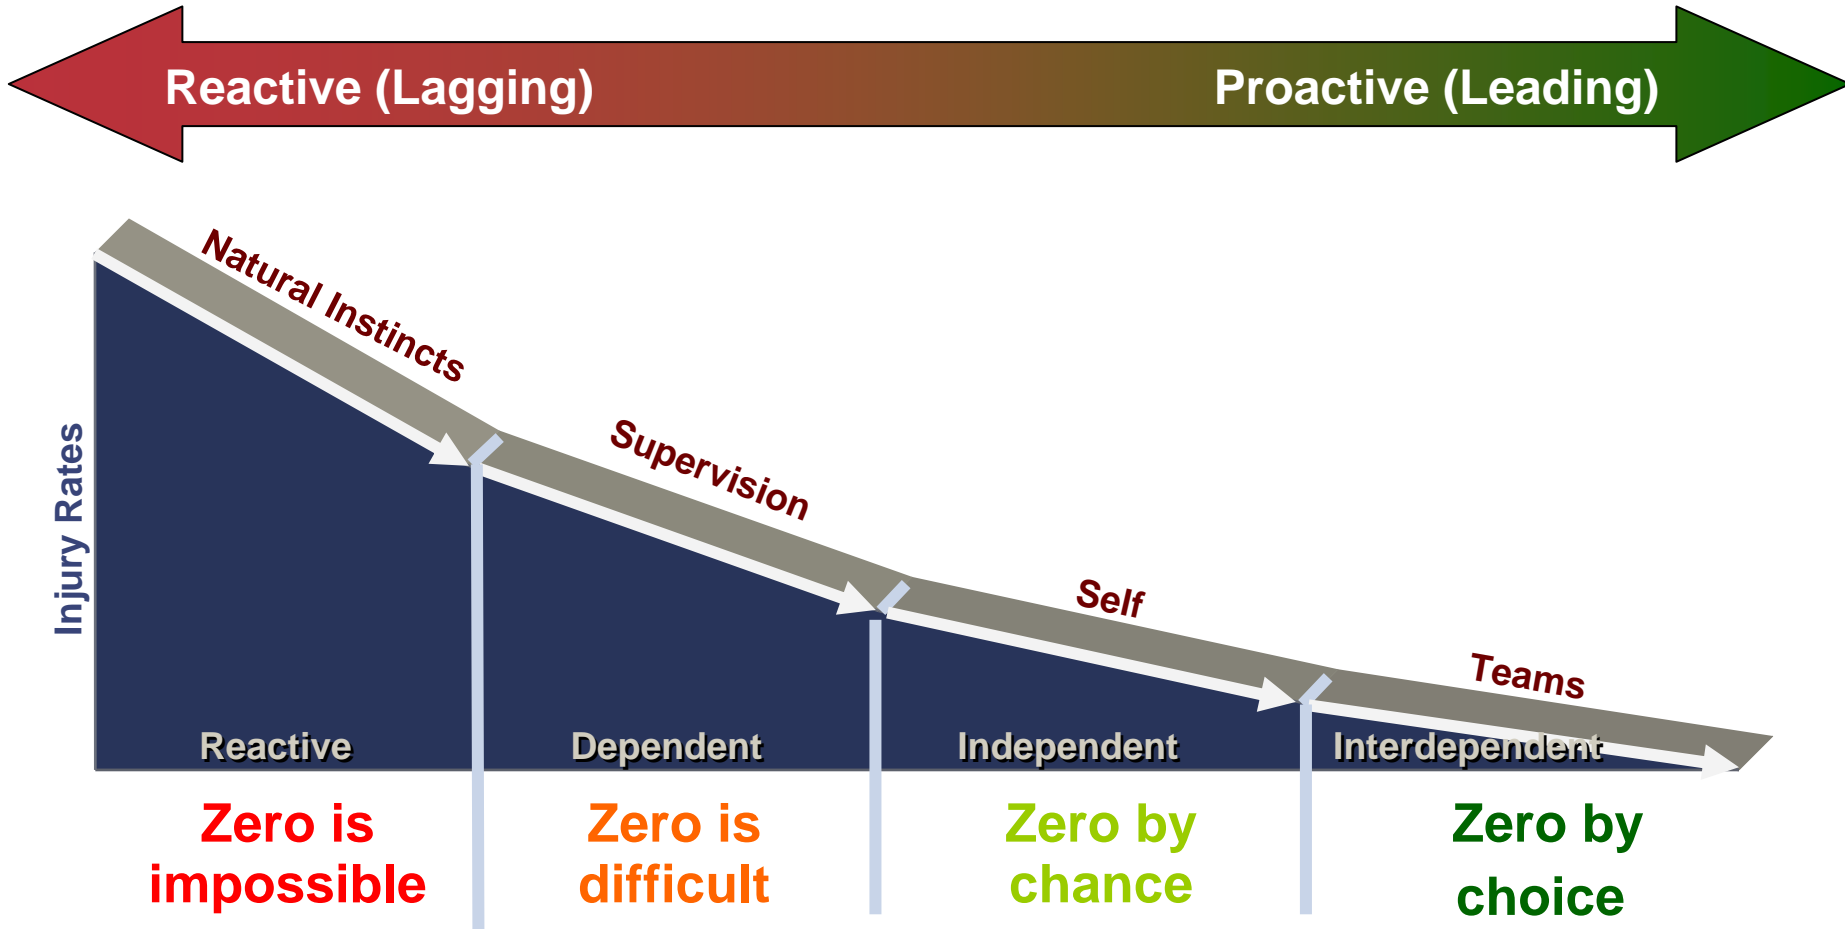 Reactive (Lagging)
Proactive (Leading)
Natural Instincts
Supervision
Self
Teams
Injury Rates
Reactive
Dependent
Independent
Interdependent
Zero is
impossible
Zero is
difficult
Zero by
chance
Zero by
choice